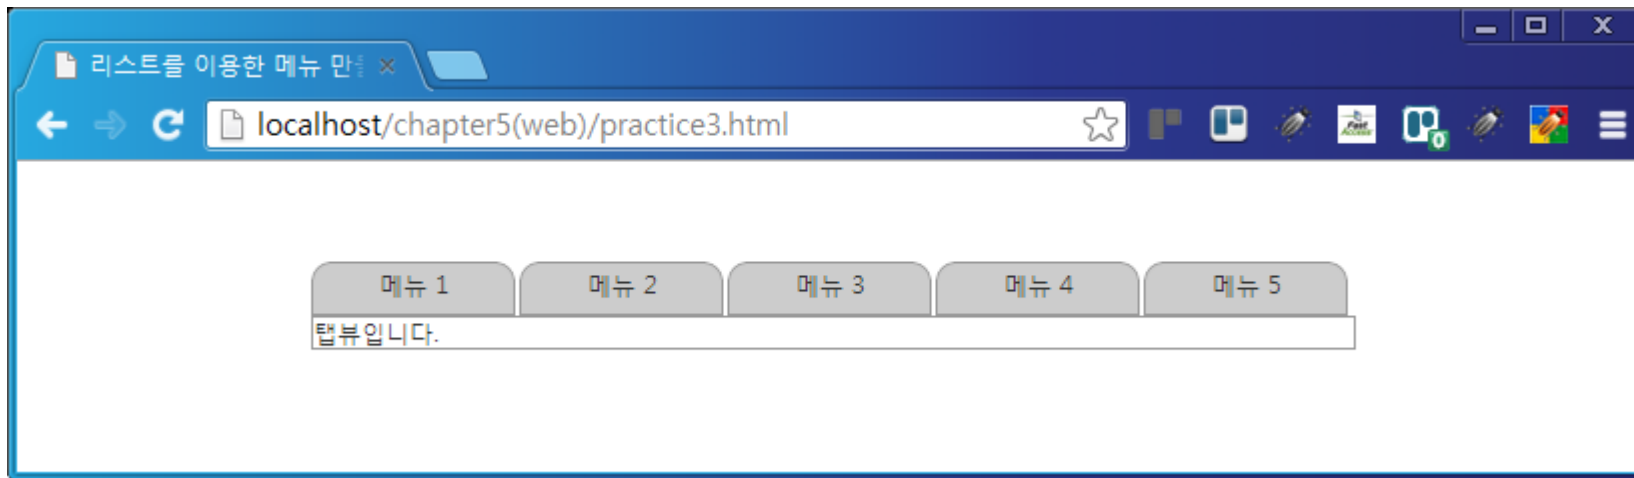 리스트를 이용한 메뉴 만
localhost/chapter5(web)/practice3.html
0
메뉴 1 메뉴 2 메뉴 3 메뉴 4 메뉴 5
탭뷰입니다.